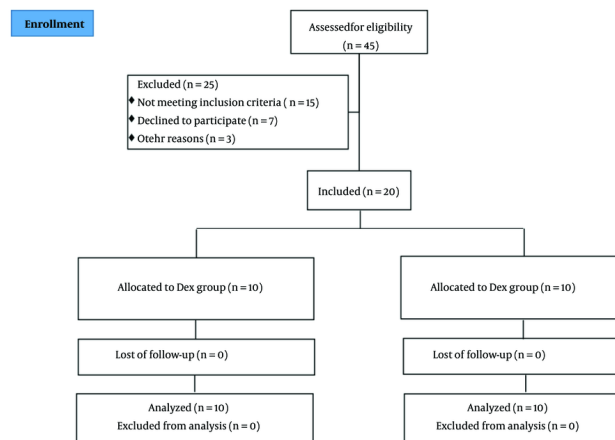 Enrollment
Assessedfor eligibility
(n = 45)
Excluded (n = 25)
♦ Not meeting inclusion criteria ( n = 15)
♦ Declined to participate (n = 7)
♦ Otehr reasons (n = 3)
Included (n = 20)
Allocated to Dex group (n = 10)
Allocated to Dex group (n = 10)
Lost of follow-up (n = 0)
Lost of follow-up (n = 0)
Analyzed (n = 10)
Excluded from analysis (n = 0)
Analyzed (n = 10)
Excluded from analysis (n = 0)